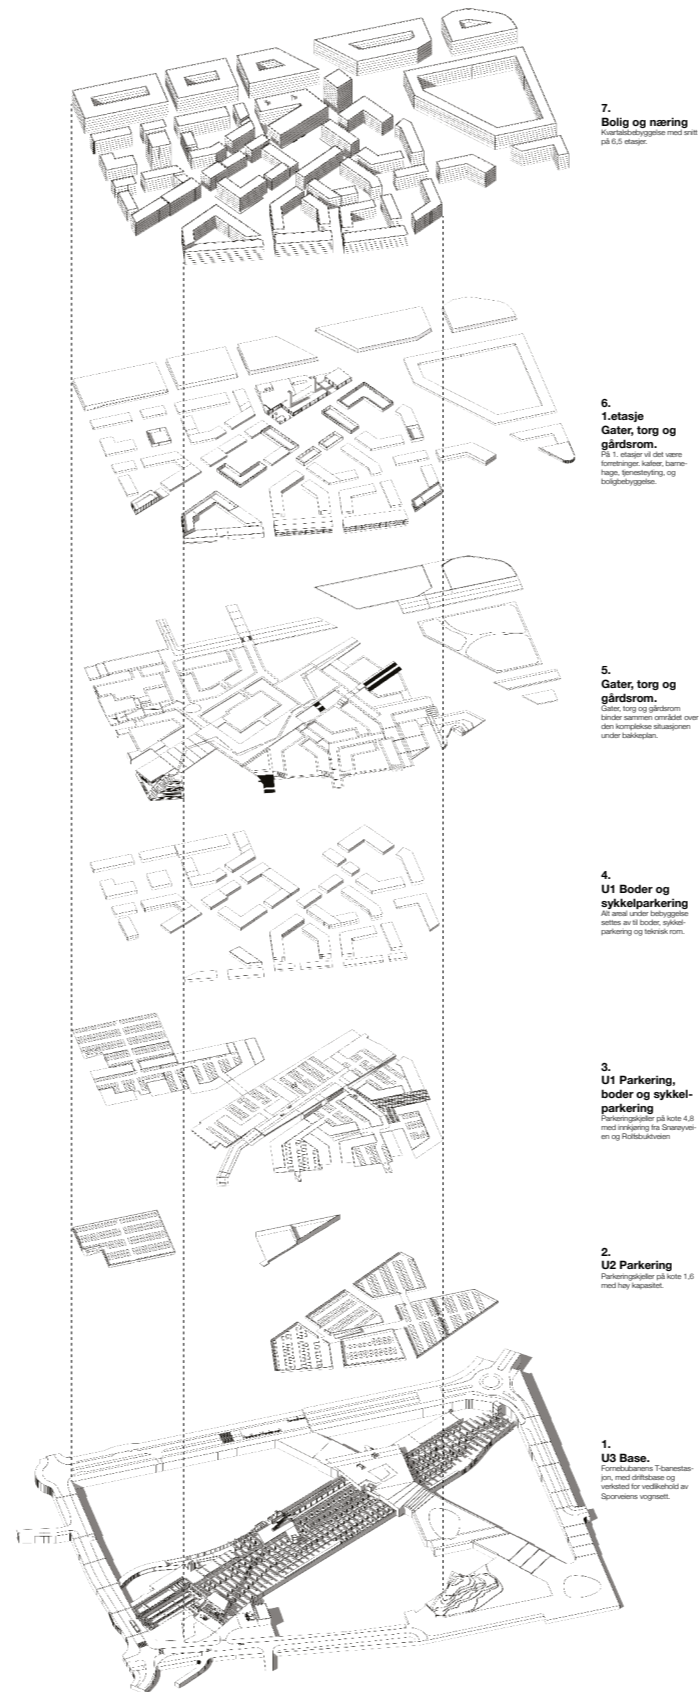 7.
Bolig og næring
Kvartalsbebyggelse med snitt
på 6,5 etasjer.
6.
1.etasje
Gater, torg og
gårdsrom.
På 1. etasjer vil det være
forretninger. kafeer, barne-
hage, tjenesteyting, og
boligbebyggelse.
5.
Gater, torg og
gårdsrom.
Gater, torg og gårdsrom
binder sammen området over
den komplekse situasjonen
under bakkeplan.
4.
U1 Boder og
sykkelparkering
Alt areal under bebyggelse
settes av til boder, sykkel-
parkering og teknisk rom.
3.
U1 Parkering,
boder og sykkel-
parkering
Parkeringskjeller på kote 4,8
med innkjøring fra Snarøyvei-
en og Rolfsbuktveien
2.
U2 Parkering
Parkeringskjeller på kote 1,6
med høy kapasitet.
1.
U3 Base.
Fornebubanens T-banestas-
jon, med driftsbase og
verksted for vedlikehold av
Sporveiens vognsett.